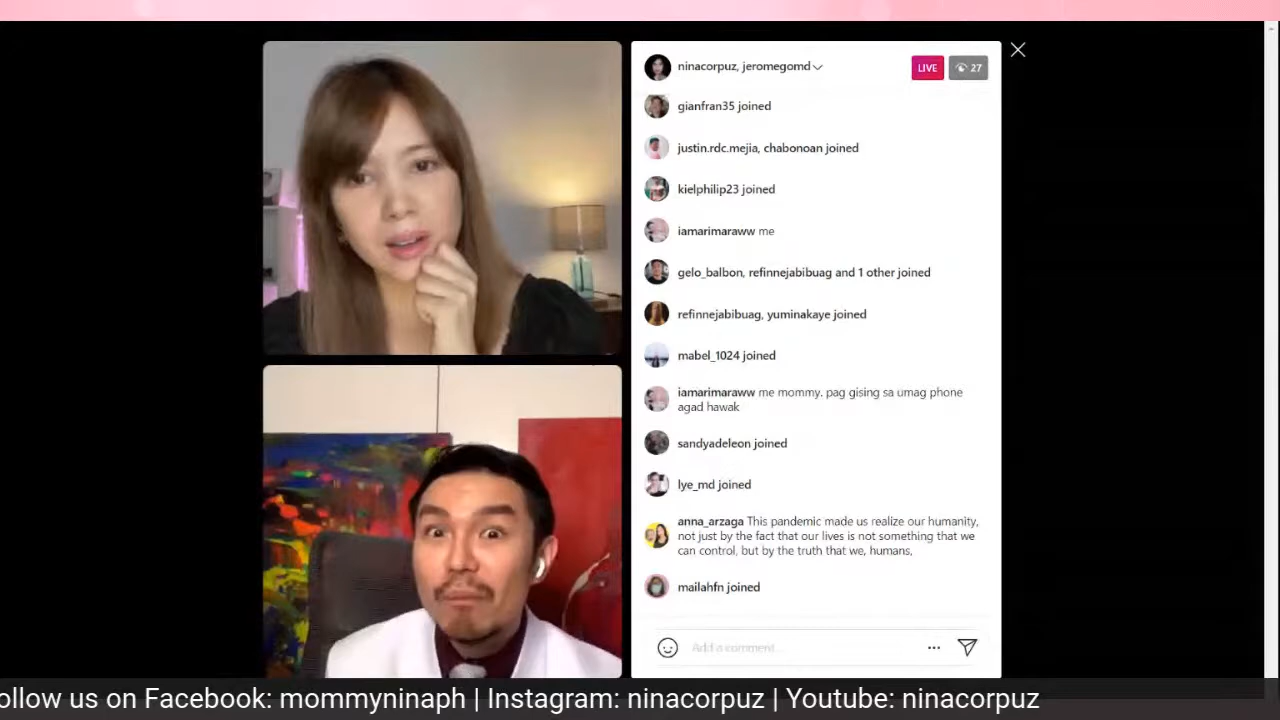 ninacorpuz, jeromegomd
LIVE
27
gianfran35 joined
justin.rdc.mejia, chabonoan joined
kielphilip23 joined
iamarimaraww me
gelo_balbon, refinnejabibuag and 1 other joined
refinnejabibuag, yuminakaye joined
mabel_1024 joined
iamarimaraww me mommy. pag gising sa umag phone
agad hawak
sandyadeleon joined
lye_md joined
anna_arzaga This pandemic made us realize our humanity,
not just by the fact that our lives is not something that we
can control, but by the truth that we, humans,
mailahfn joined
Add a comment...
ollow us on Facebook: mommyninaph | Instagram: ninacorpuz | Youtube: ninacorpuz